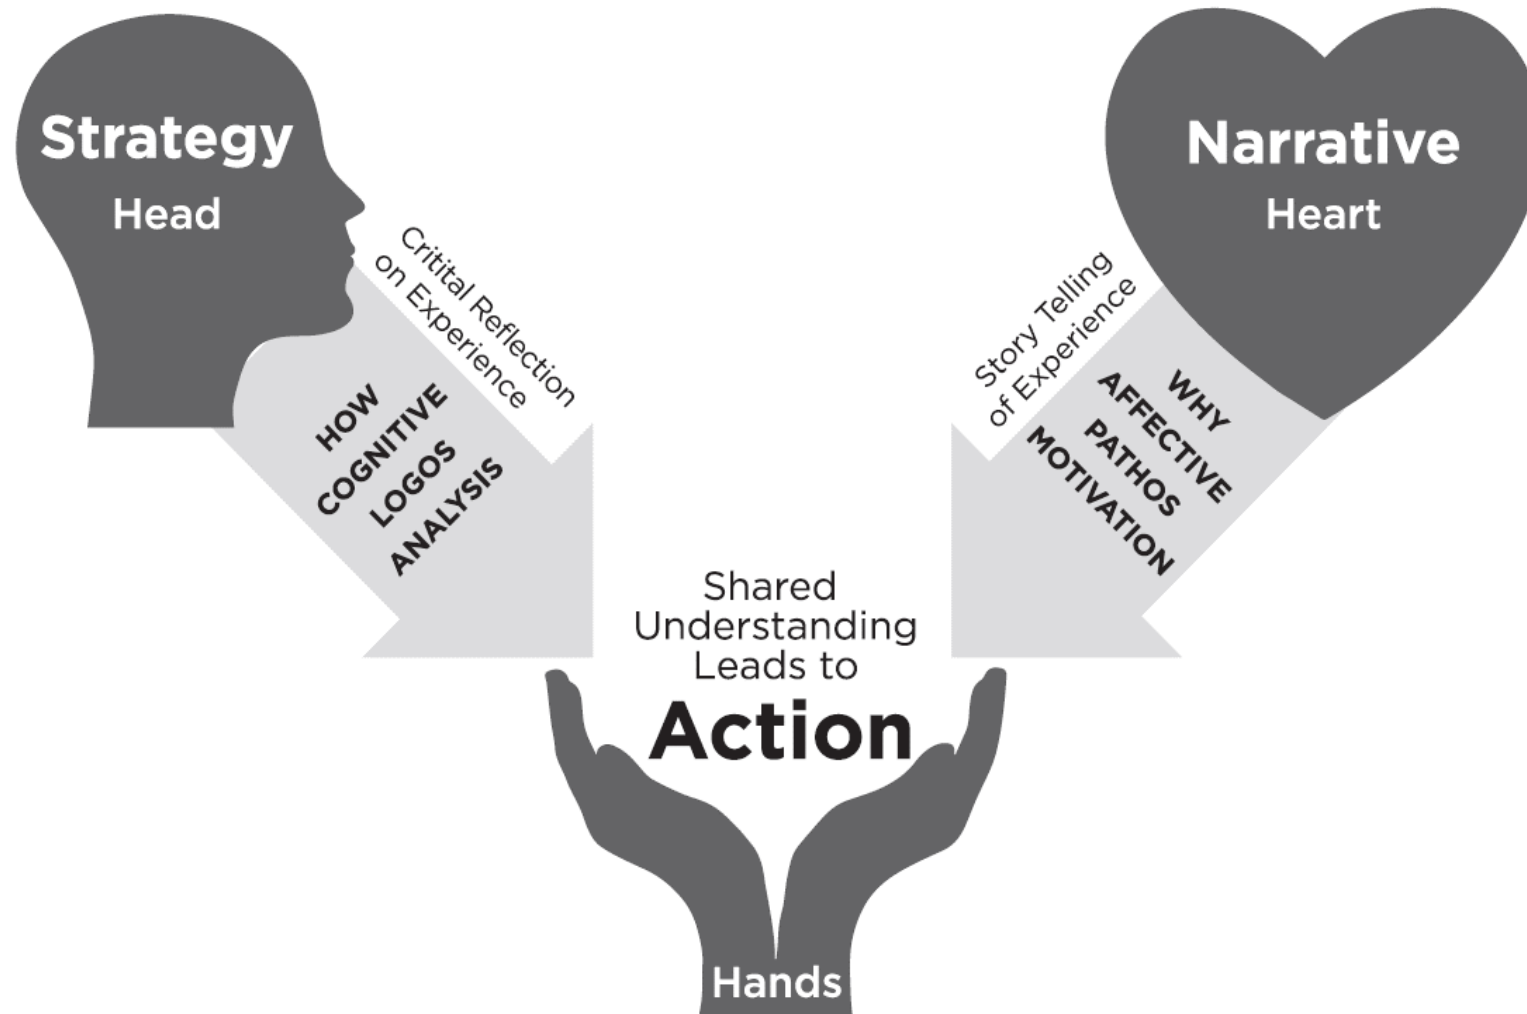 Strategy
Head
Critital Reflection
on Experience
HOW
COGNITIVE
LOGOS
ANALYSIS
Narrative
Heart
Story Telling
of Experience
WHY
AFFECTIVE
PATHOS
MOTIVATION
Shared
Understanding
Leads to
Action
Hands